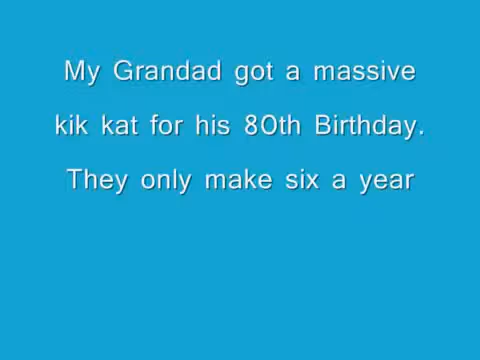 My Grandad got a massive
kik kat for his 80th Birthday.
They only make six a year